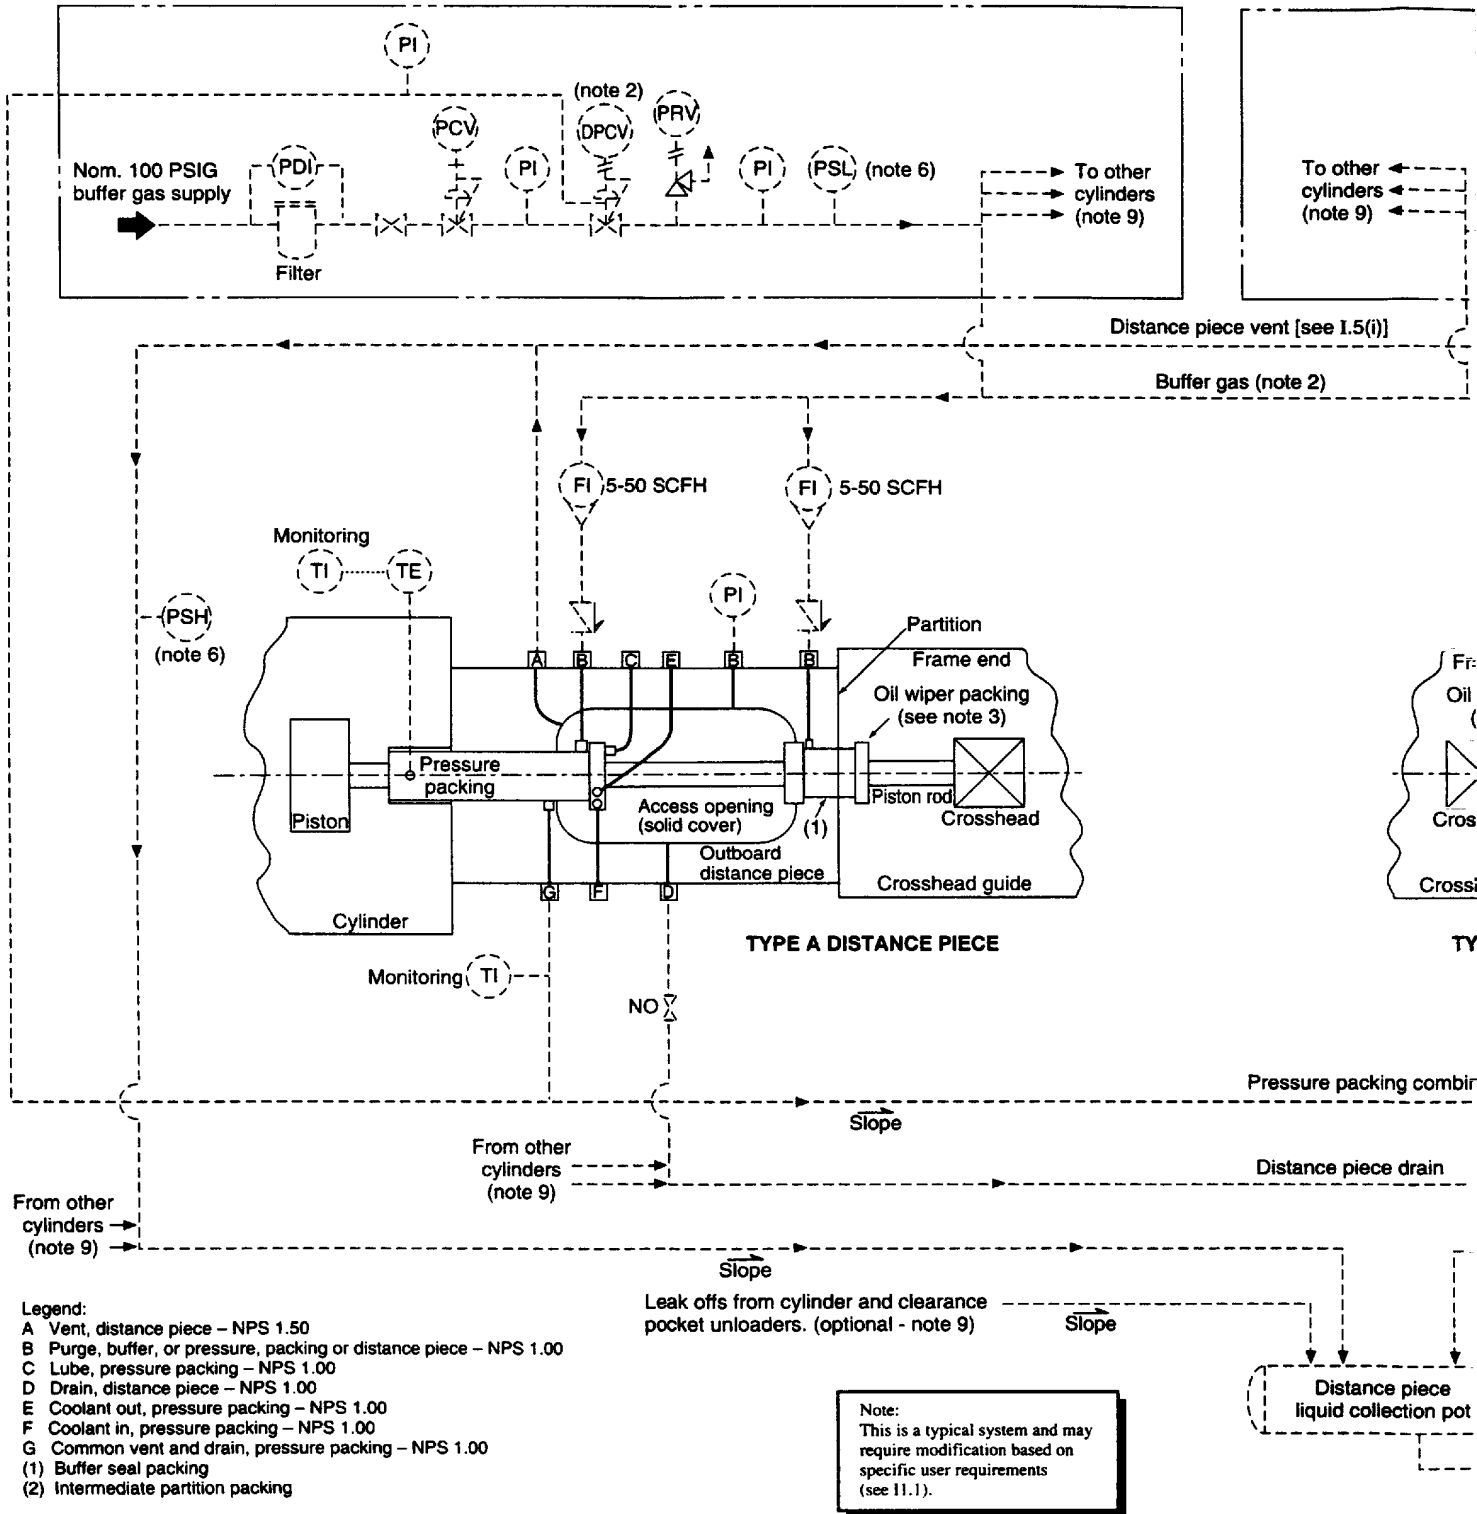 PI
(note 2)
PCV
DPCV
PRV
Nom. 100 PSIG
buffer gas supply
PDI
PI
PI
PSL
(note 6)
To other
cylinders
(note 9)
To other
cylinders
(note 9)
Filter
Distance piece vent [see I.5(i)]
Buffer gas (note 2)
FI
5-50 SCFH
FI
5-50 SCFH
Monitoring
TI
TE
PI
PSH
(note 6)
Partition
A
B
C
E
B
B
Frame end
Oil wiper packing
(see note 3)
Oil
Pressure
packing
Piston
Access opening
(solid cover)
(1)
Piston rod
Crosshead
Outboard
distance piece
Crosshead guide
G
F
D
Cylinder
TYPE A DISTANCE PIECE
Monitoring
TI
NO
Pressure packing
Slope
From other
cylinders
(note 9)
Distance piece drain
From other
cylinders
(note 9)
Slope
Leak offs from cylinder and clearance
pocket unloaders. (optional - note 9)
Slope
Distance piece
liquid collection pot
Legend:
A Vent, distance piece – NPS 1.50
B Purge, buffer, or pressure, packing or distance piece – NPS 1.00
C Lube, pressure packing – NPS 1.00
D Drain, distance piece – NPS 1.00
E Coolant out, pressure packing – NPS 1.00
F Coolant in, pressure packing – NPS 1.00
G Common vent and drain, pressure packing – NPS 1.00
(1) Buffer seal packing
(2) Intermediate partition packing
Note:
This is a typical system and may
require modification based on
specific user requirements
(see I1.1).